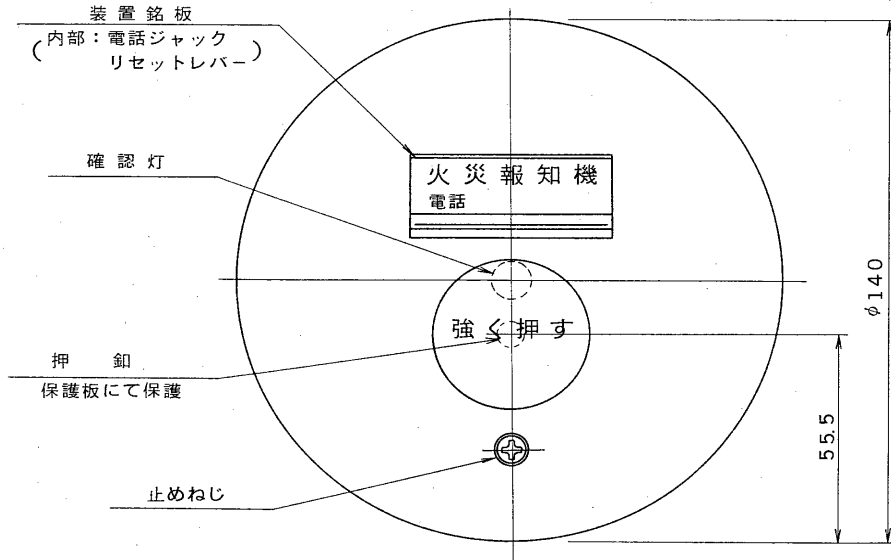 装置銘板
(内部：電話ジャック
リセットレバー)
確認灯
火災報知機
電話
強く押す
押釦
保護板にて保護
止めねじ
φ140
55.5